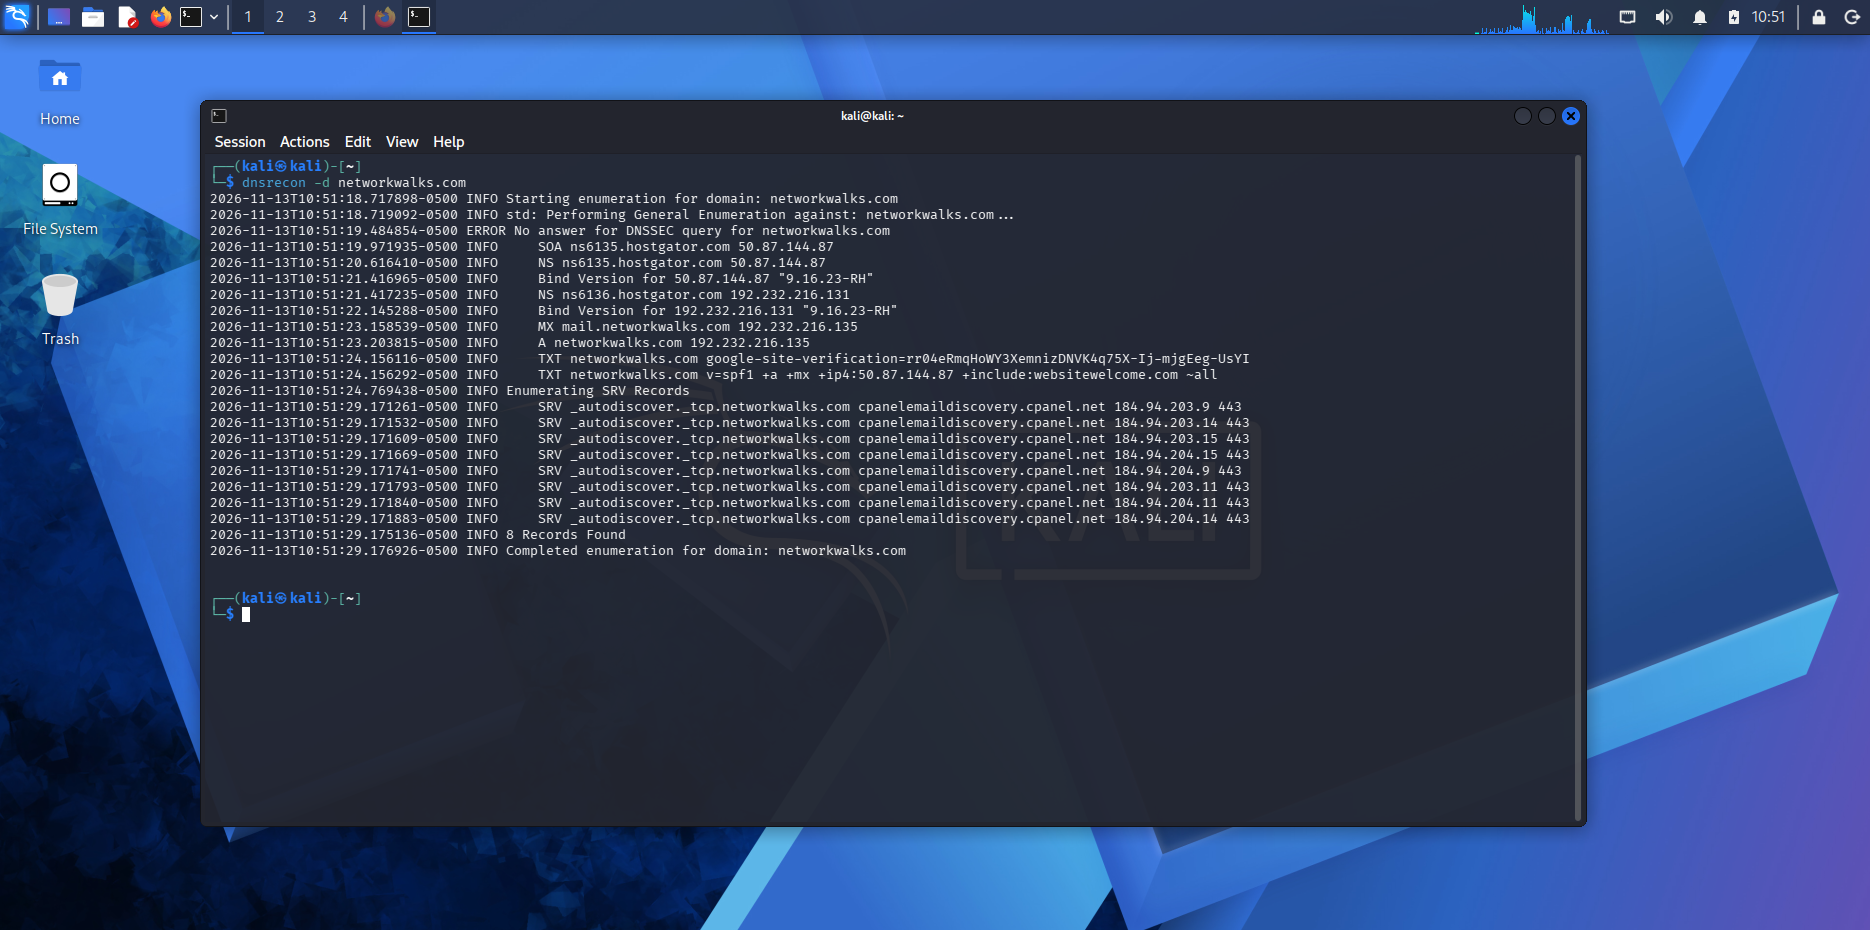 1 2 3 4
10:51
Home
File System
Trash
kali@kali: ~
Session Actions Edit View Help
┌──(kali㉿kali)-[~]
└─$ dnsrecon -d networkwalks.com
2026-11-13T10:51:18.717898-0500 INFO Starting enumeration for domain: networkwalks.com
2026-11-13T10:51:18.719092-0500 INFO std: Performing General Enumeration against: networkwalks.com...
2026-11-13T10:51:19.484854-0500 ERROR No answer for DNSSEC query for networkwalks.com
2026-11-13T10:51:19.971935-0500 INFO     SOA ns6135.hostgator.com 50.87.144.87
2026-11-13T10:51:20.616410-0500 INFO     NS ns6135.hostgator.com 50.87.144.87
2026-11-13T10:51:21.416965-0500 INFO     Bind Version for 50.87.144.87 "9.16.23-RH"
2026-11-13T10:51:21.417235-0500 INFO     NS ns6136.hostgator.com 192.232.216.131
2026-11-13T10:51:22.145288-0500 INFO     Bind Version for 192.232.216.131 "9.16.23-RH"
2026-11-13T10:51:23.158539-0500 INFO     MX mail.networkwalks.com 192.232.216.135
2026-11-13T10:51:23.203815-0500 INFO     A networkwalks.com 192.232.216.135
2026-11-13T10:51:24.156116-0500 INFO     TXT networkwalks.com google-site-verification=rr04eRmqHoWY3XemnizDNVK4q75X-Ij-mjgEeg-UsYI
2026-11-13T10:51:24.156292-0500 INFO     TXT networkwalks.com v=spf1 +a +mx +ip4:50.87.144.87 +include:websitewelcome.com ~all
2026-11-13T10:51:24.769438-0500 INFO Enumerating SRV Records
2026-11-13T10:51:29.171261-0500 INFO     SRV _autodiscover._tcp.networkwalks.com cpanelemaildiscovery.cpanel.net 184.94.203.9 443
2026-11-13T10:51:29.171532-0500 INFO     SRV _autodiscover._tcp.networkwalks.com cpanelemaildiscovery.cpanel.net 184.94.203.14 443
2026-11-13T10:51:29.171609-0500 INFO     SRV _autodiscover._tcp.networkwalks.com cpanelemaildiscovery.cpanel.net 184.94.203.15 443
2026-11-13T10:51:29.171669-0500 INFO     SRV _autodiscover._tcp.networkwalks.com cpanelemaildiscovery.cpanel.net 184.94.204.15 443
2026-11-13T10:51:29.171741-0500 INFO     SRV _autodiscover._tcp.networkwalks.com cpanelemaildiscovery.cpanel.net 184.94.204.9 443
2026-11-13T10:51:29.171793-0500 INFO     SRV _autodiscover._tcp.networkwalks.com cpanelemaildiscovery.cpanel.net 184.94.203.11 443
2026-11-13T10:51:29.171840-0500 INFO     SRV _autodiscover._tcp.networkwalks.com cpanelemaildiscovery.cpanel.net 184.94.204.11 443
2026-11-13T10:51:29.171883-0500 INFO     SRV _autodiscover._tcp.networkwalks.com cpanelemaildiscovery.cpanel.net 184.94.204.14 443
2026-11-13T10:51:29.175136-0500 INFO 8 Records Found
2026-11-13T10:51:29.176926-0500 INFO Completed enumeration for domain: networkwalks.com
┌──(kali㉿kali)-[~]
└─$
KALI